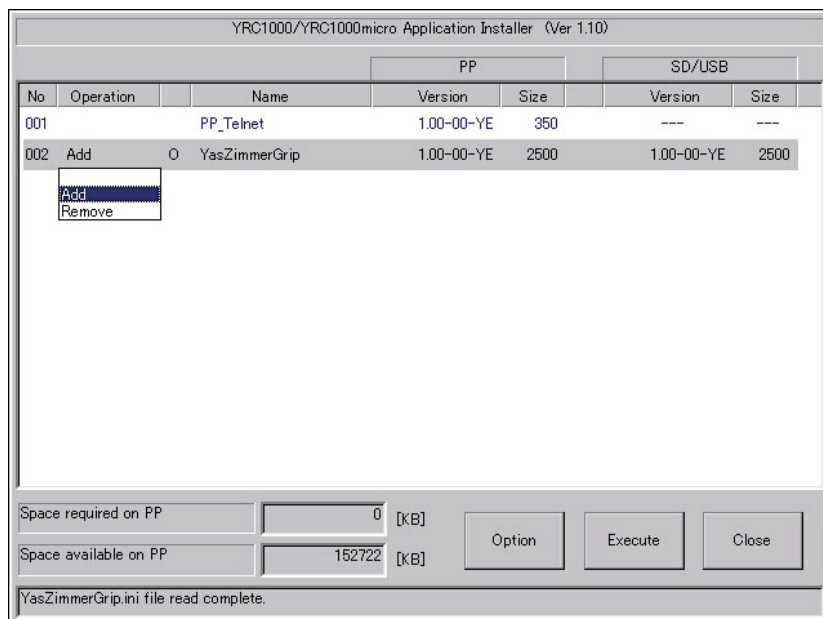 YRC1000/YRC1000micro Application Installer (Ver 1.10)
PP SD/USB
No Operation Name Version Size Version Size
001 PP_Telnet 1.00-00-YE 350 --- ---
002 Add O YasZimmerGrip 1.00-00-YE 2500 1.00-00-YE 2500
Add
Remove
Space required on PP 0 [KB]
Space available on PP 152722 [KB]
Option Execute Close
YasZimmerGrip.ini file read complete.